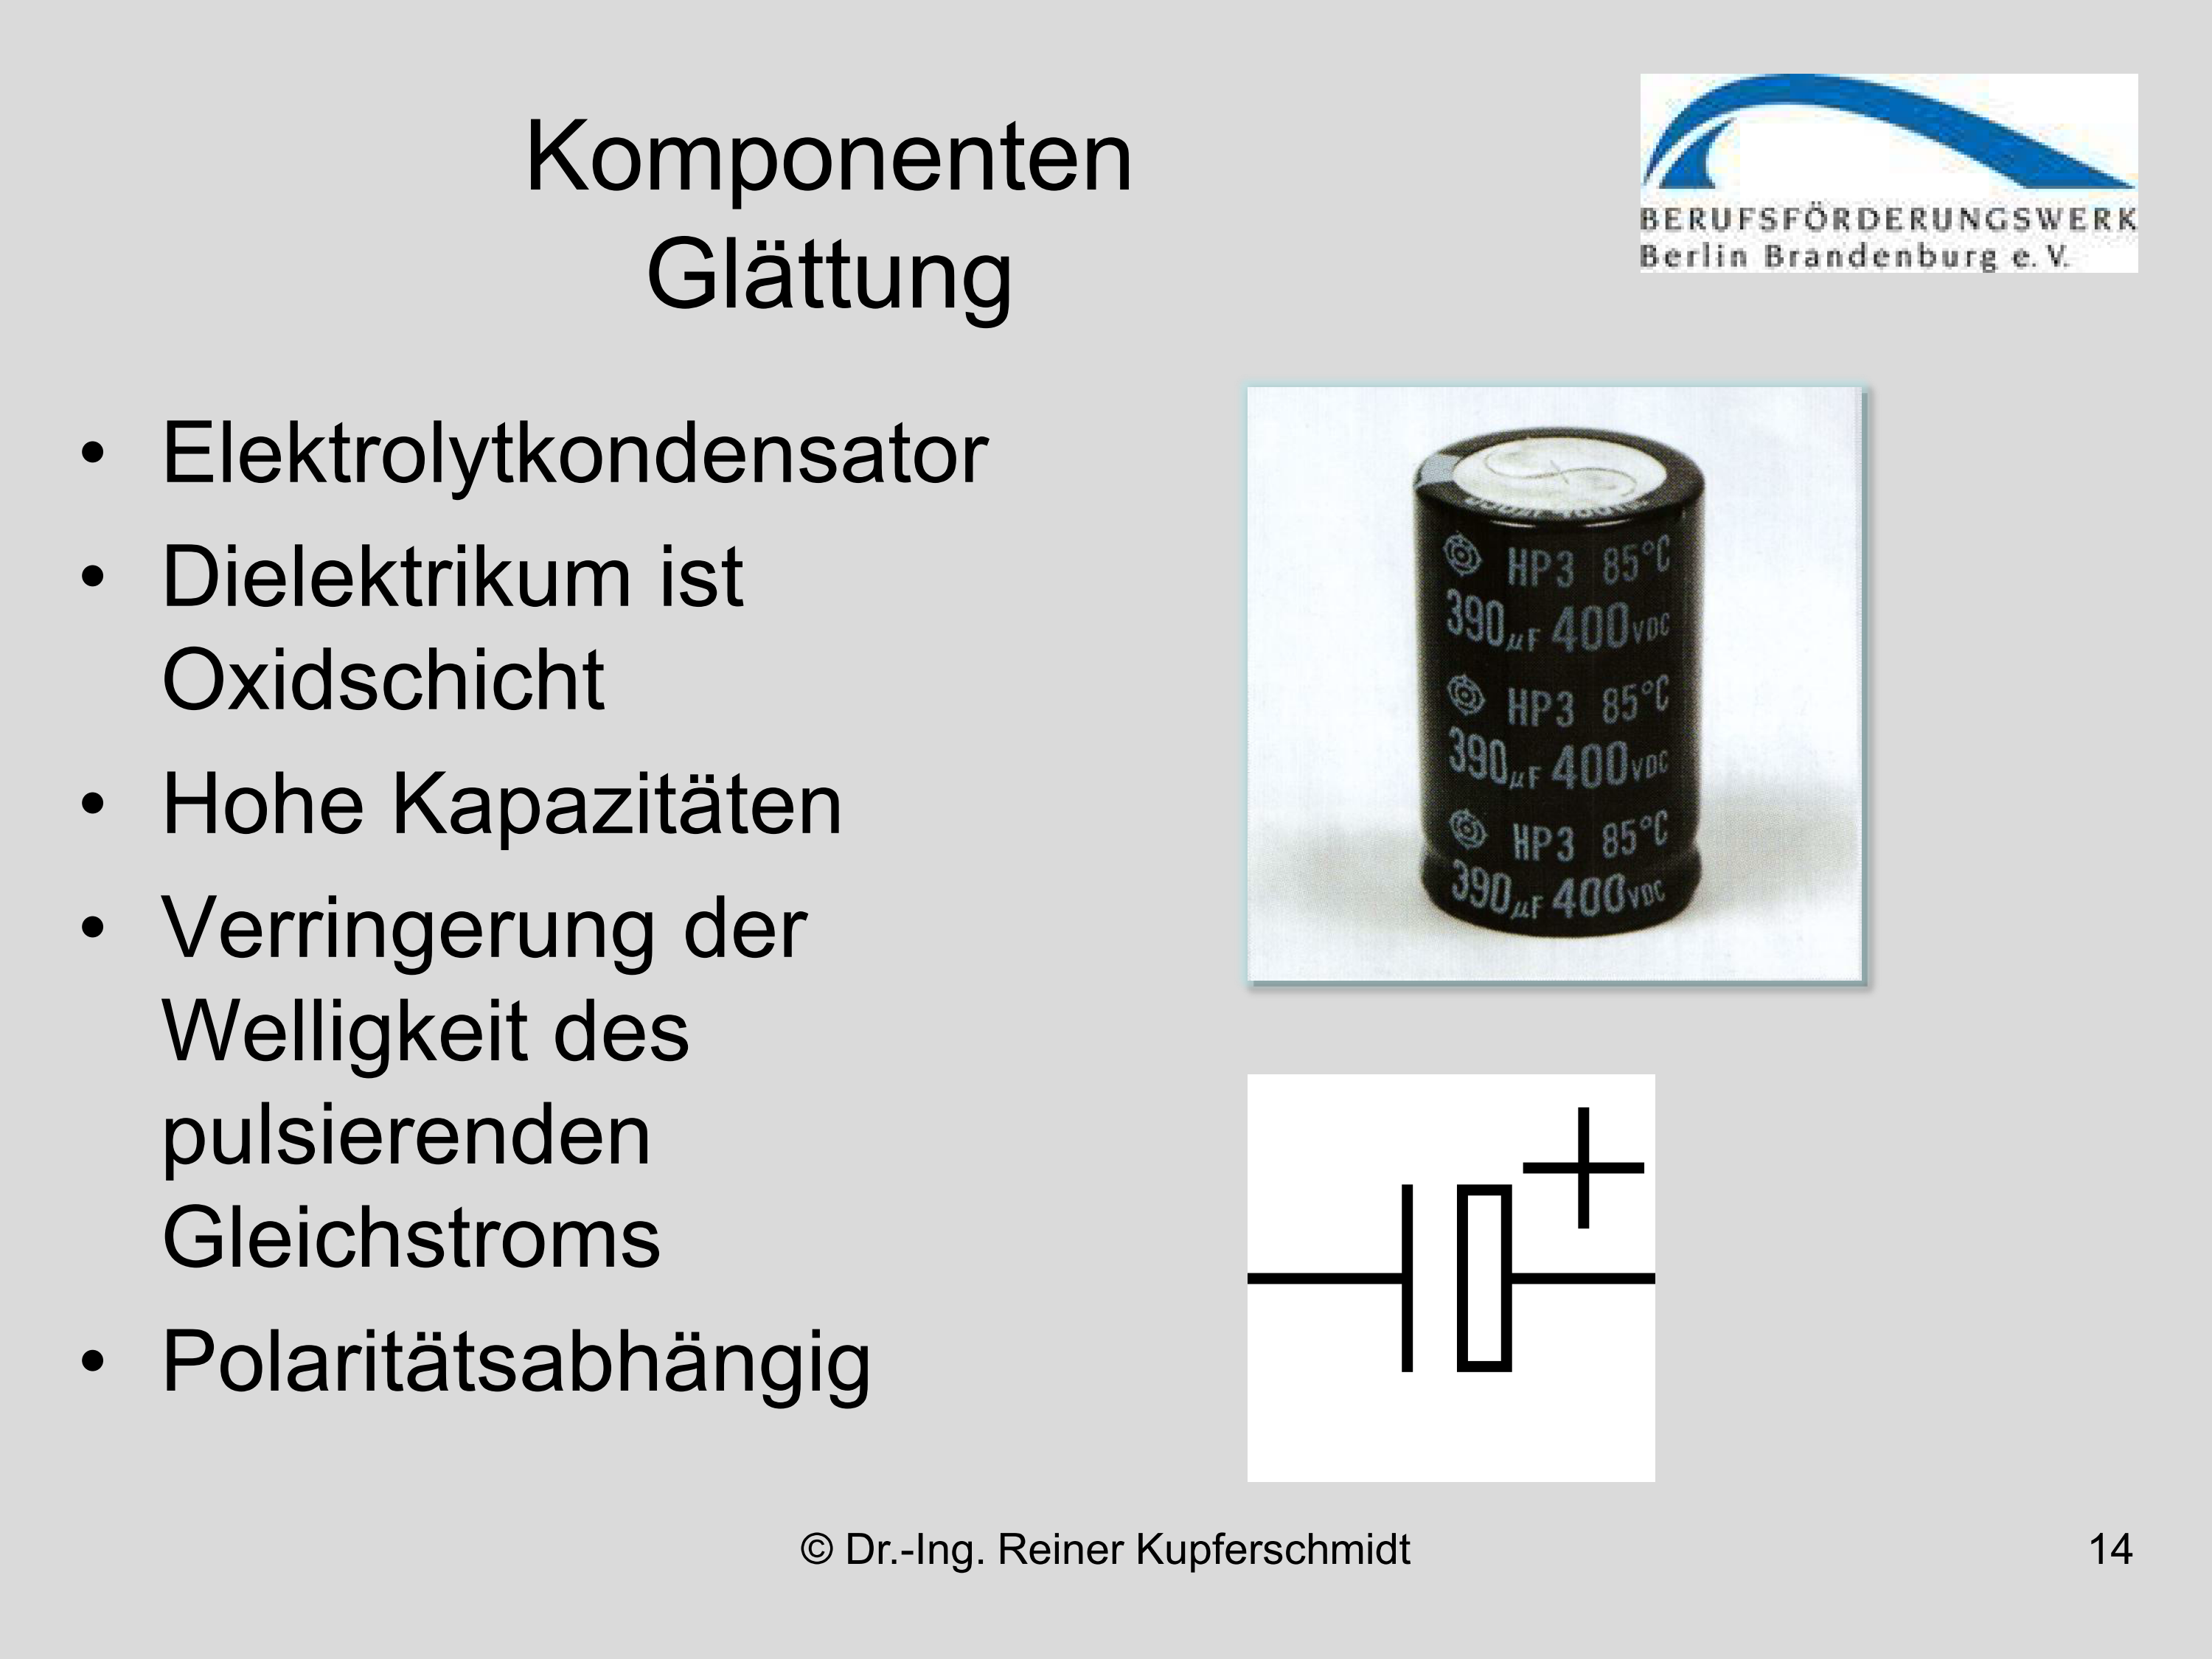 Komponenten
Glättung
BERUFSFÖRDERUNGSWERK
Berlin Brandenburg e. V.
• Elektrolytkondensator
• Dielektrikum ist
Oxidschicht
• Hohe Kapazitäten
• Verringerung der
Welligkeit des
pulsierenden
Gleichstroms
• Polaritätsabhängig
HP3 85°C
390µF 400VDC
HP3 85°C
390µF 400VDC
HP3 85°C
390µF 400VDC
+
© Dr.-Ing. Reiner Kupferschmidt
14